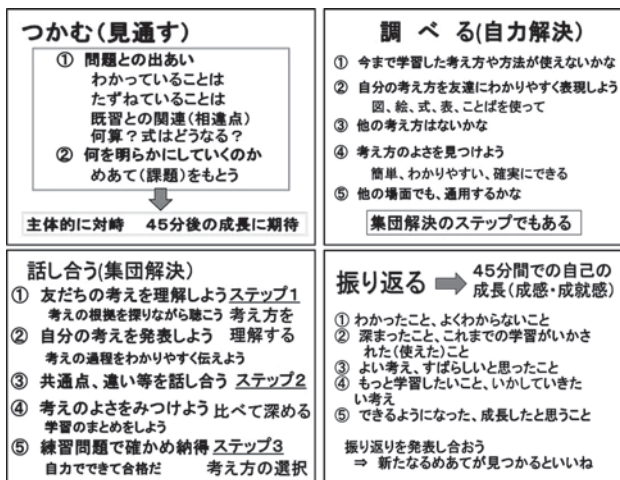 つかむ(見通す)
① 問題との出あい
わかっていることは
たずねていることは
既習との関連(相違点)
何算?式はどうなる?
② 何を明らかにしていくのか
めあて(課題)をもとう
主体的に対峙 45分後の成長に期待
調べる(自力解決)
① 今まで学習した考え方や方法が使えないかな
② 自分の考え方を友達にわかりやすく表現しよう
図、絵、式、表、ことばを使って
③ 他の考え方はないかな
④ 考え方のよさを見つけよう
簡単、わかりやすい、確実にできる
⑤ 他の場面でも、通用するかな
集団解決のステップでもある
話し合う(集団解決)
① 友だちの考えを理解しよう ステップ1
考えの根拠を探りながら聴こう 考え方を
② 自分の考えを発表しよう 理解する
考えの過程をわかりやすく伝えよう
③ 共通点、違い等を話し合う ステップ2
④ 考えのよさをみつけよう 比べて深める
学習のまとめをしよう
⑤ 練習問題で確かめ納得 ステップ3
自力でできて合格だ 考え方の選択
振り返る 45分間での自己の
成長(成感・成就感)
① わかったこと、よくわからないこと
② 深まったこと、これまでの学習がいかさ
れた(使えた)こと
③ よい考え、すばらしいと思ったこと
④ もっと学習したいこと、いかしていきた
い考え
⑤ できるようになった、成長したと思うこと
振り返りを発表し合おう
⇒ 新たなるめあてが見つかるといいね